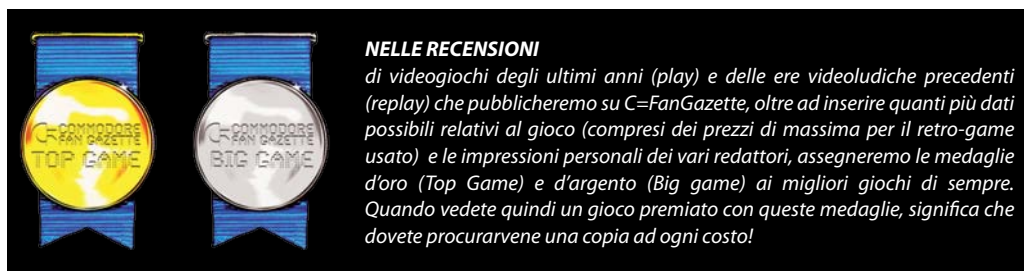 COMMODORE
FAN GAZETTE
TOP GAME
COMMODORE
FAN GAZETTE
BIG GAME
NELLE RECENSIONI
di videogiochi degli ultimi anni (play) e delle ere videoludiche precedenti
(replay) che pubblicheremo su C=FanGazette, oltre ad inserire quanti più dati
possibili relativi al gioco (compresi dei prezzi di massima per il retro-game
usato) e le impressioni personali dei vari redattori, assegneremo le medaglie
d'oro (Top Game) e d'argento (Big game) ai migliori giochi di sempre.
Quando vedete quindi un gioco premiato con queste medaglie, significa che
dovete procurarvene una copia ad ogni costo!